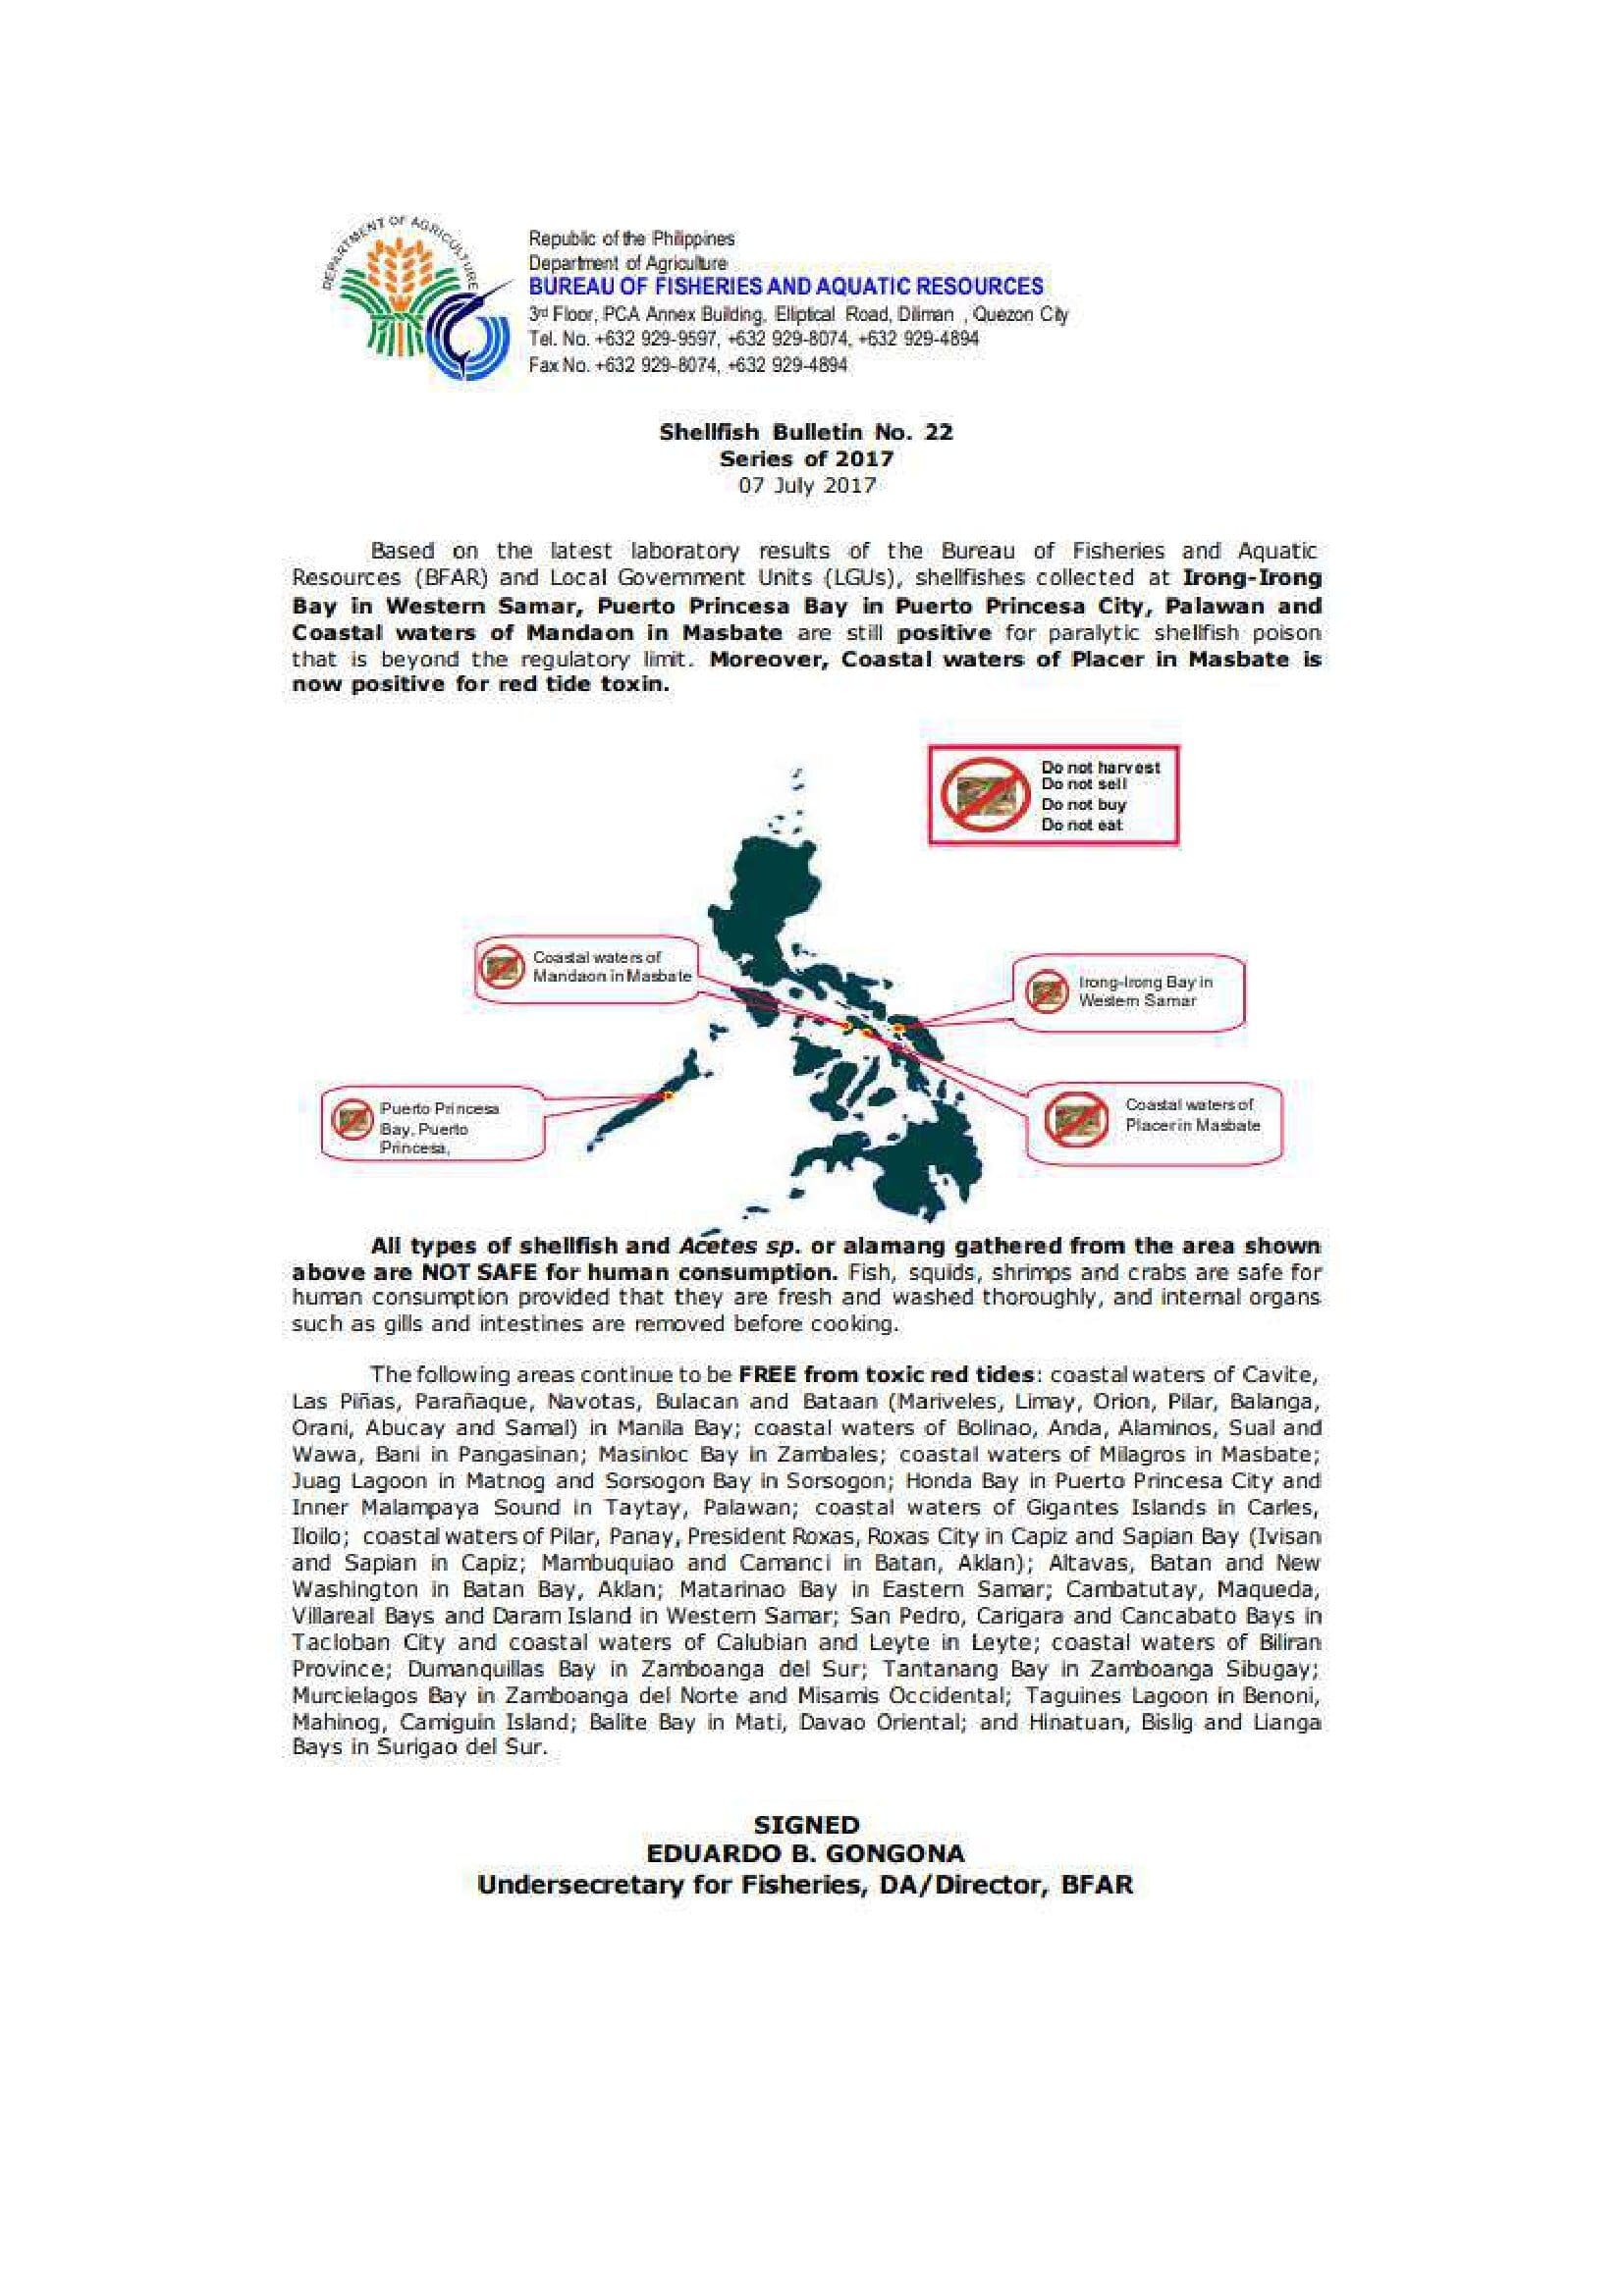 DEPARTMENT OF AGRICULTURE
Republic of the Philippines
Department of Agriculture
BUREAU OF FISHERIES AND AQUATIC RESOURCES
3rd Floor, PCA Annex Building, Elliptical Road, Diliman , Quezon City
Tel. No. +632 929-9597, +632 929-8074, +632 929-4894
Fax No. +632 929-8074, +632 929-4894
Shellfish Bulletin No. 22
Series of 2017
07 July 2017
Based on the latest laboratory results of the Bureau of Fisheries and Aquatic
Resources (BFAR) and Local Government Units (LGUs), shellfishes collected at Irong-Irong
Bay in Western Samar, Puerto Princesa Bay in Puerto Princesa City, Palawan and
Coastal waters of Mandaon in Masbate are still positive for paralytic shellfish poison
that is beyond the regulatory limit. Moreover, Coastal waters of Placer in Masbate is
now positive for red tide toxin.
Do not harvest
Do not sell
Do not buy
Do not eat
Coastal waters of
Mandaon in Masbate
Irong-Irong Bay in
Western Samar
Puerto Princesa
Bay, Puerto
Princesa,
Coastal waters of
Placer in Masbate
All types of shellfish and Acetes sp. or alamang gathered from the area shown
above are NOT SAFE for human consumption. Fish, squids, shrimps and crabs are safe for
human consumption provided that they are fresh and washed thoroughly, and internal organs
such as gills and intestines are removed before cooking.
The following areas continue to be FREE from toxic red tides: coastal waters of Cavite,
Las Piñas, Parañaque, Navotas, Bulacan and Bataan (Mariveles, Limay, Orion, Pilar, Balanga,
Orani, Abucay and Samal) in Manila Bay; coastal waters of Bolinao, Anda, Alaminos, Sual and
Wawa, Bani in Pangasinan; Masinloc Bay in Zambales; coastal waters of Milagros in Masbate;
Juag Lagoon in Matnog and Sorsogon Bay in Sorsogon; Honda Bay in Puerto Princesa City and
Inner Malampaya Sound in Taytay, Palawan; coastal waters of Gigantes Islands in Carles,
Iloilo; coastal waters of Pilar, Panay, President Roxas, Roxas City in Capiz and Sapian Bay (Ivisan
and Sapian in Capiz; Mambuquiao and Camanci in Batan, Aklan); Altavas, Batan and New
Washington in Batan Bay, Aklan; Matarinao Bay in Eastern Samar; Cambatutay, Maqueda,
Villareal Bays and Daram Island in Western Samar; San Pedro, Carigara and Cancabato Bays in
Tacloban City and coastal waters of Calubian and Leyte in Leyte; coastal waters of Biliran
Province; Dumanquillas Bay in Zamboanga del Sur; Tantanang Bay in Zamboanga Sibugay;
Murcielagos Bay in Zamboanga del Norte and Misamis Occidental; Taguines Lagoon in Benoni,
Mahinog, Camiguin Island; Balite Bay in Mati, Davao Oriental; and Hinatuan, Bislig and Lianga
Bays in Surigao del Sur.
SIGNED
EDUARDO B. GONGONA
Undersecretary for Fisheries, DA/Director, BFAR